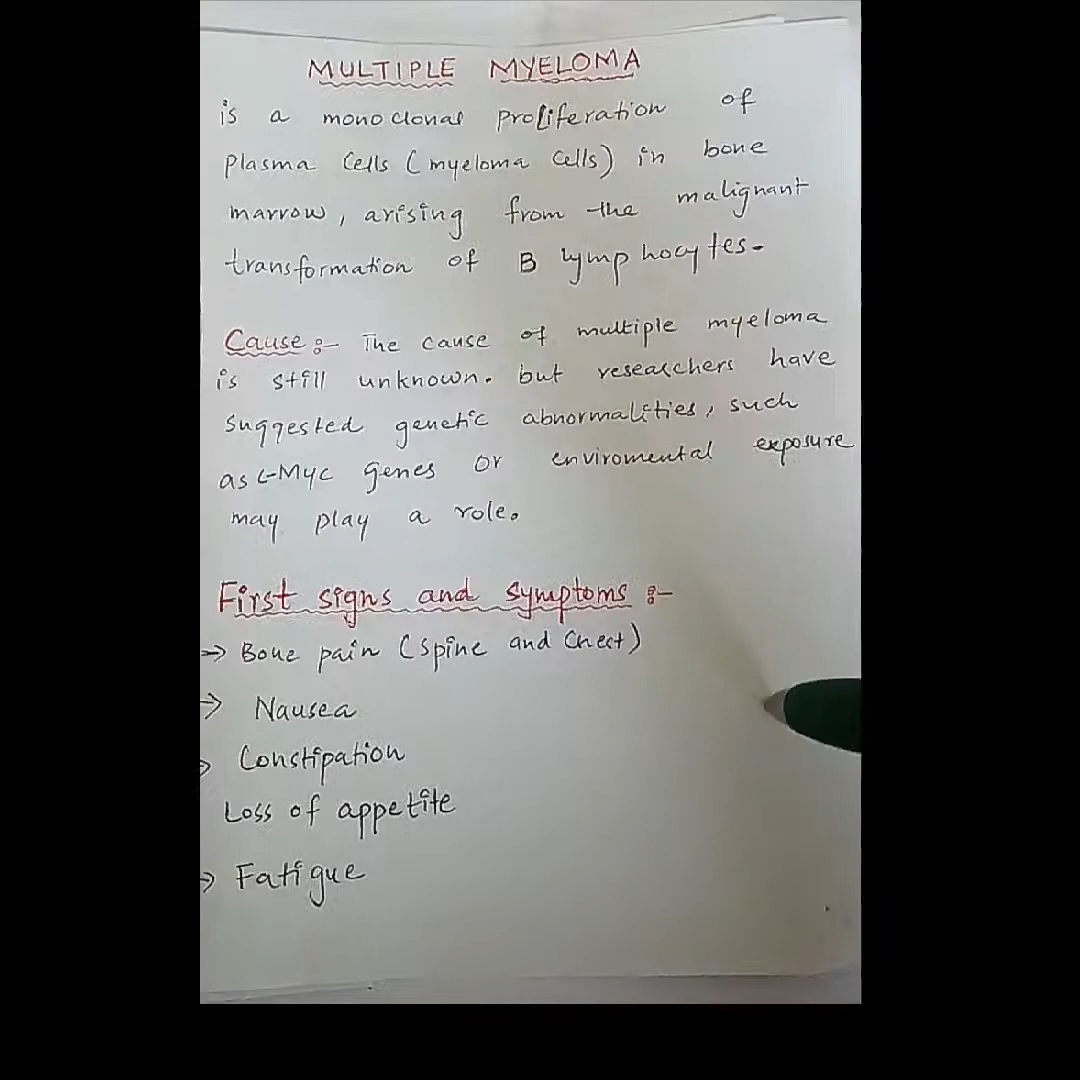 MULTIPLE MYELOMA
is a monoclonal proliferation of
plasma cells (myeloma cells) in bone
marrow, arising from the malignant
transformation of B lymphocytes.
Cause :- The cause of multiple myeloma
is still unknown. but researchers have
suggested genetic abnormalities, such
as c-Myc genes or enviromental exposure
may play a role.
First signs and symptoms :-
→ Bone pain (spine and Chect)
→ Nausea
→ Constipation
Loss of appetite
→ Fatigue